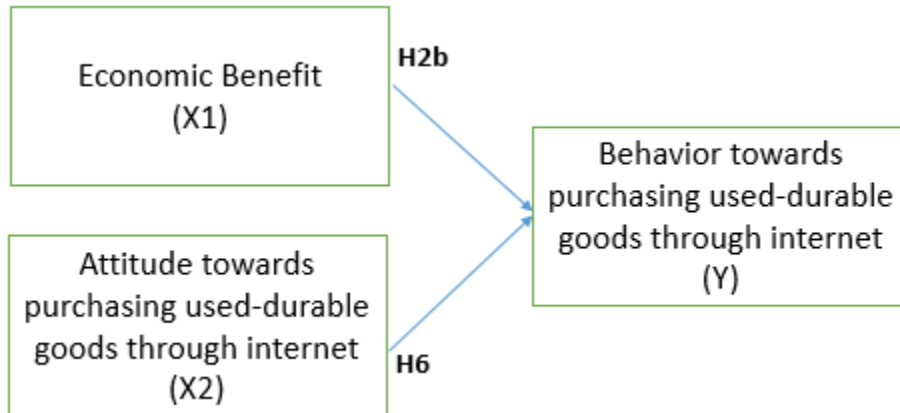 Economic Benefit
(X1)
H2b
Behavior towards
purchasing used-durable
goods through internet
(Y)
Attitude towards
purchasing used-durable
goods through internet
(X2)
H6